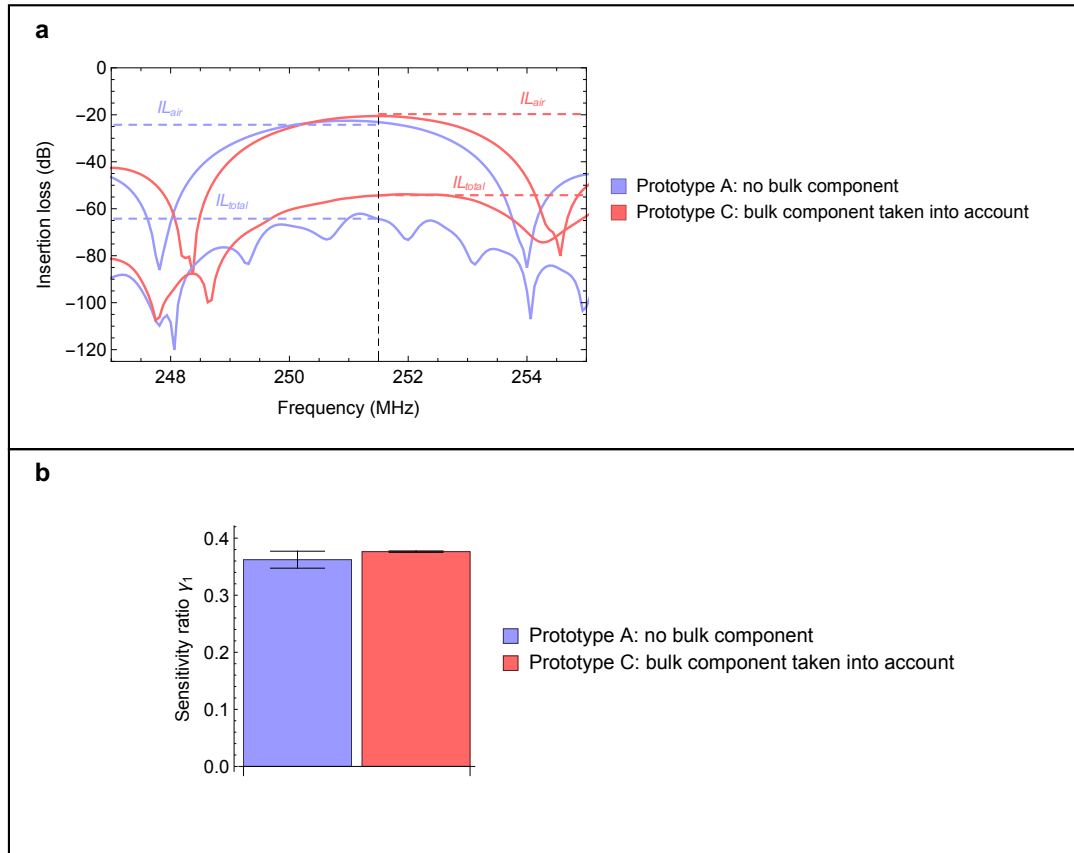 a
0
−20
−40
−60
−80
−100
−120
Insertion loss (dB)
IL_air
IL_air
IL_total
IL_total
248
250
252
254
Frequency (MHz)
Prototype A: no bulk component
Prototype C: bulk component taken into account
b
0.4
0.3
0.2
0.1
0.0
Sensitivity ratio γ₁
Prototype A: no bulk component
Prototype C: bulk component taken into account